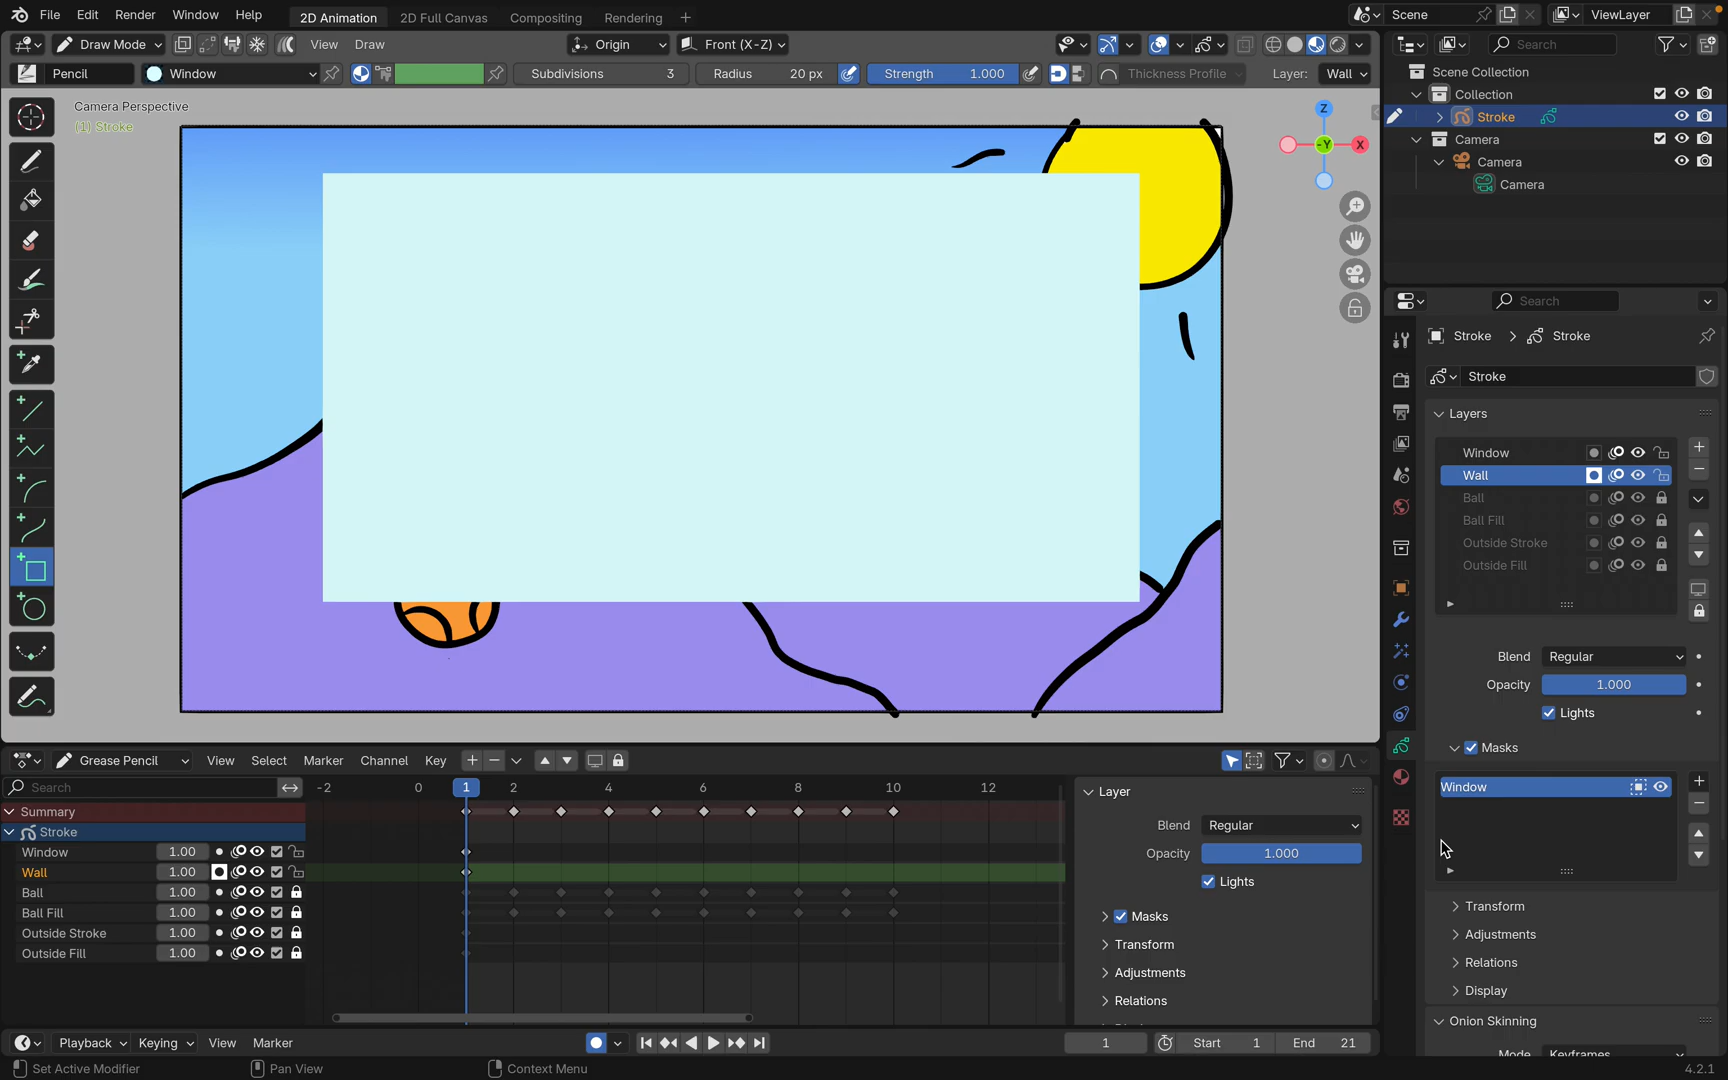 File Edit Render Window Help 2D Animation 2D Full Canvas Compositing Rendering + Scene ViewLayer
Draw Mode View Draw Origin Front (X-Z) Search
Pencil Window Subdivisions 3 Radius 20 px Strength 1.000 Thickness Profile Layer: Wall
Scene Collection
Collection
Stroke
Camera
Camera
Camera
Camera Perspective
(1) Stroke
Z
-Y
X
Search
Stroke > Stroke
Stroke
Layers
Window
Wall
Ball
Ball Fill
Outside Stroke
Outside Fill
Blend Regular
Opacity 1.000
Lights
Masks
Window
Transform
Adjustments
Relations
Display
Onion Skinning
Mode Keyframes
Grease Pencil View Select Marker Channel Key
Search -2 0 1 2 4 6 8 10 12
Summary
Stroke
Window 1.00
Wall 1.00
Ball 1.00
Ball Fill 1.00
Outside Stroke 1.00
Outside Fill 1.00
Layer
Blend Regular
Opacity 1.000
Lights
Masks
Transform
Adjustments
Relations
Playback Keying View Marker 1 Start 1 End 21
Set Active Modifier Pan View Context Menu 4.2.1